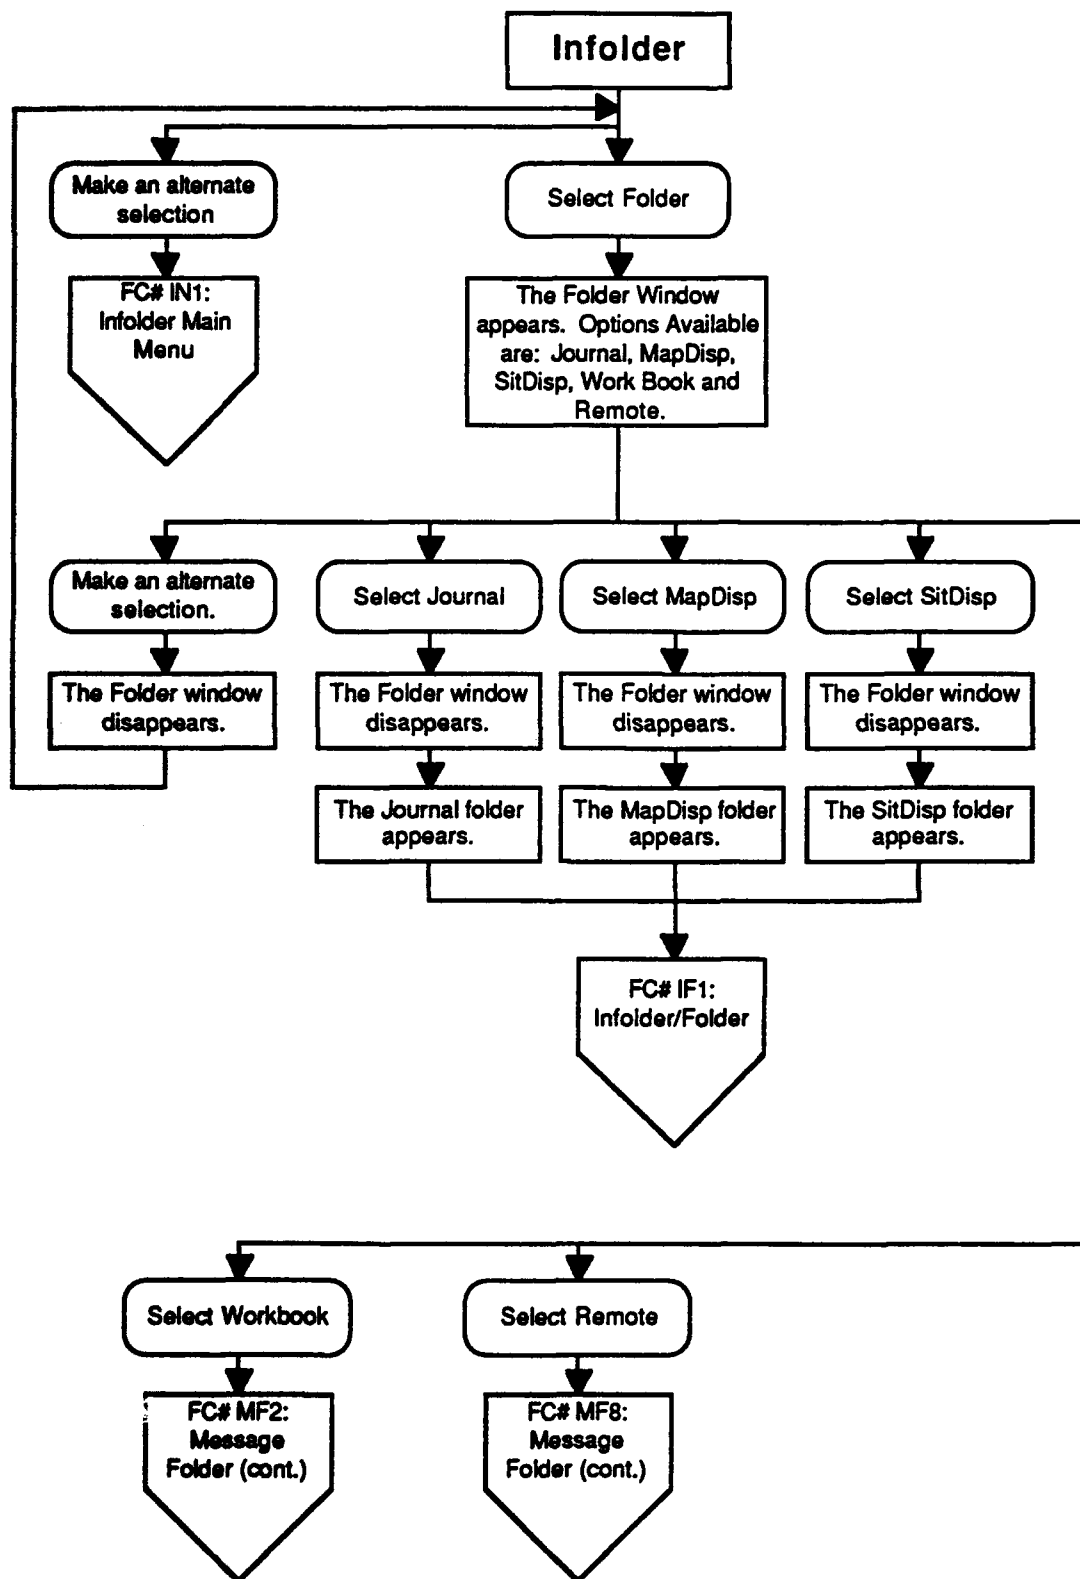 Infolder
Make an alternate
selection
Select Folder
FC# IN1:
Infolder Main
Menu
The Folder Window
appears. Options Available
are: Journal, MapDisp,
SitDisp, Work Book and
Remote.
Make an alternate
selection.
Select Journal
Select MapDisp
Select SitDisp
The Folder window
disappears.
The Folder window
disappears.
The Folder window
disappears.
The Folder window
disappears.
The Journal folder
appears.
The MapDisp folder
appears.
The SitDisp folder
appears.
FC# IF1:
Infolder/Folder
Select Workbook
Select Remote
FC# MF2:
Message
Folder (cont.)
FC# MF8:
Message
Folder (cont.)